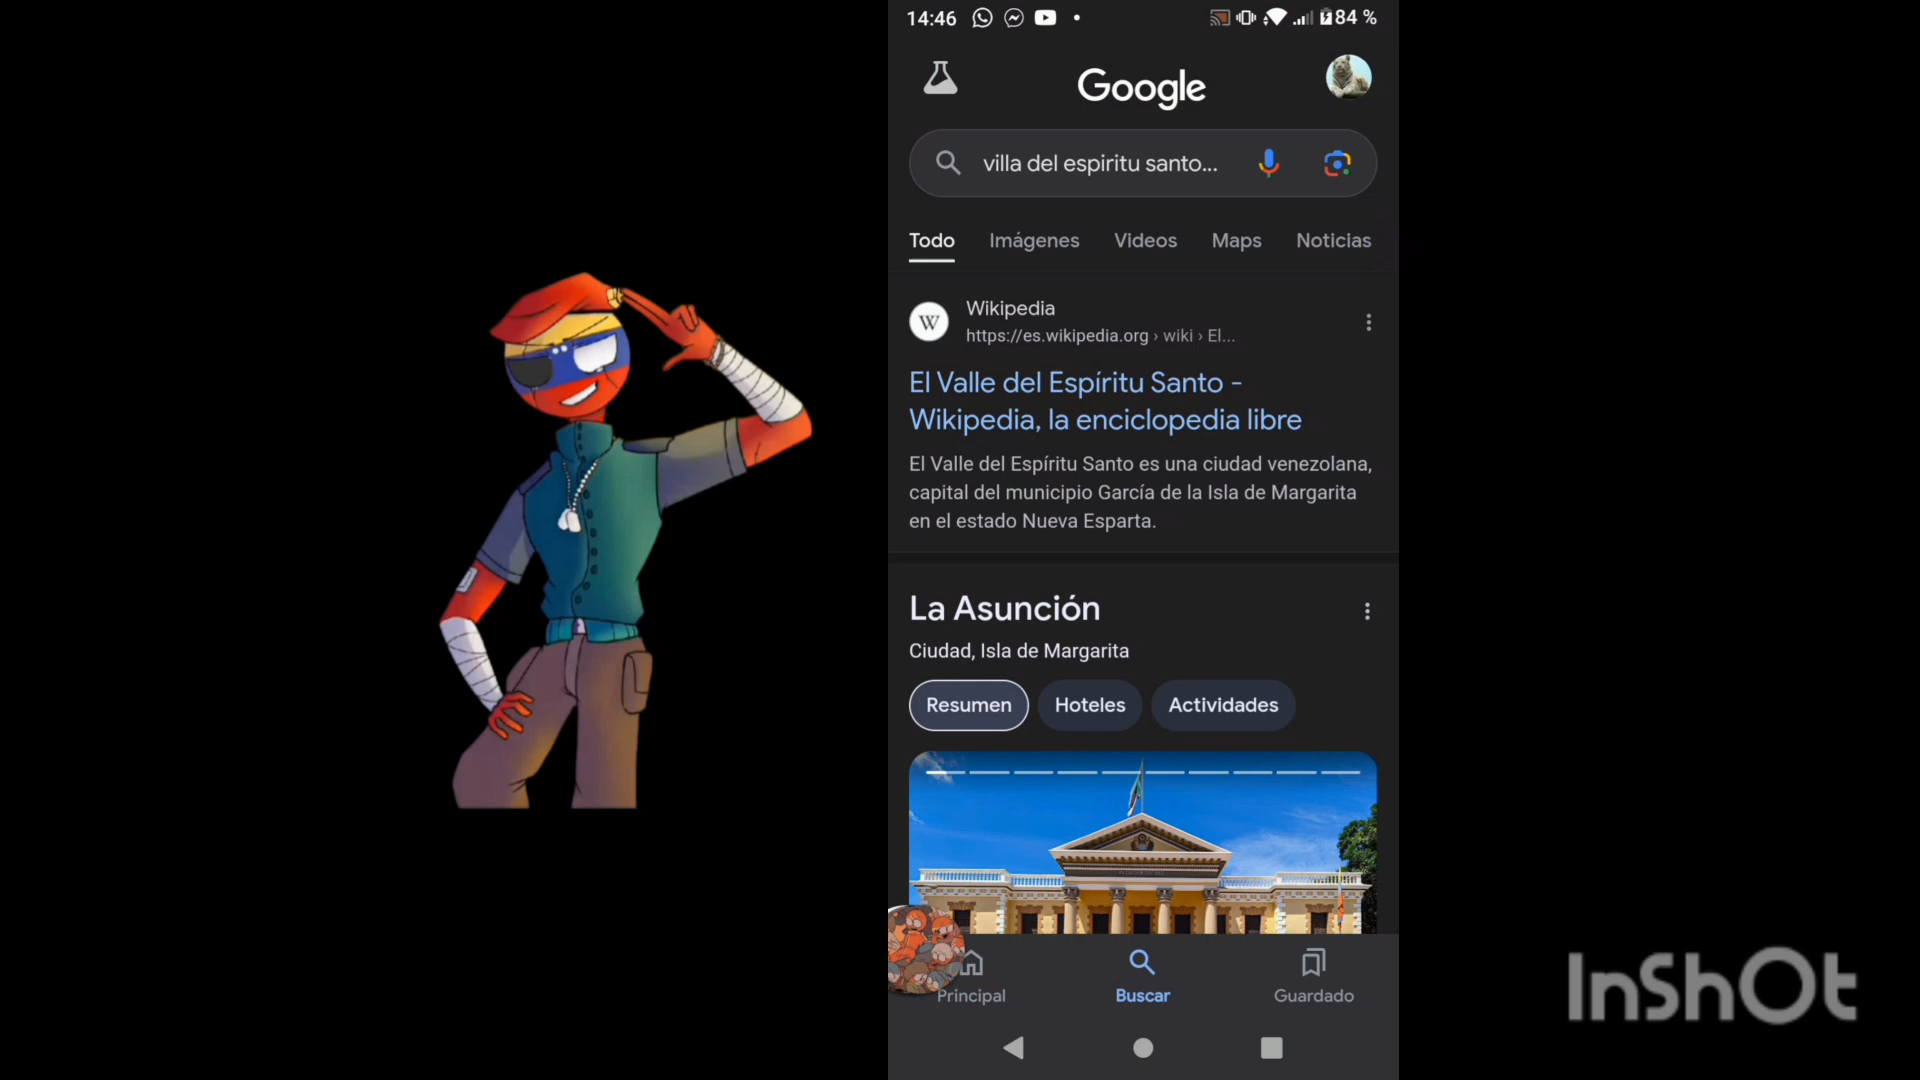 14:46
84 %
Google
villa del espiritu santo...
Todo
Imágenes
Videos
Maps
Noticias
W
Wikipedia
https://es.wikipedia.org › wiki › El...
El Valle del Espíritu Santo -
Wikipedia, la enciclopedia libre
El Valle del Espíritu Santo es una ciudad venezolana,
capital del municipio García de la Isla de Margarita
en el estado Nueva Esparta.
La Asunción
Ciudad, Isla de Margarita
Resumen
Hoteles
Actividades
Principal
Buscar
Guardado
InShOt